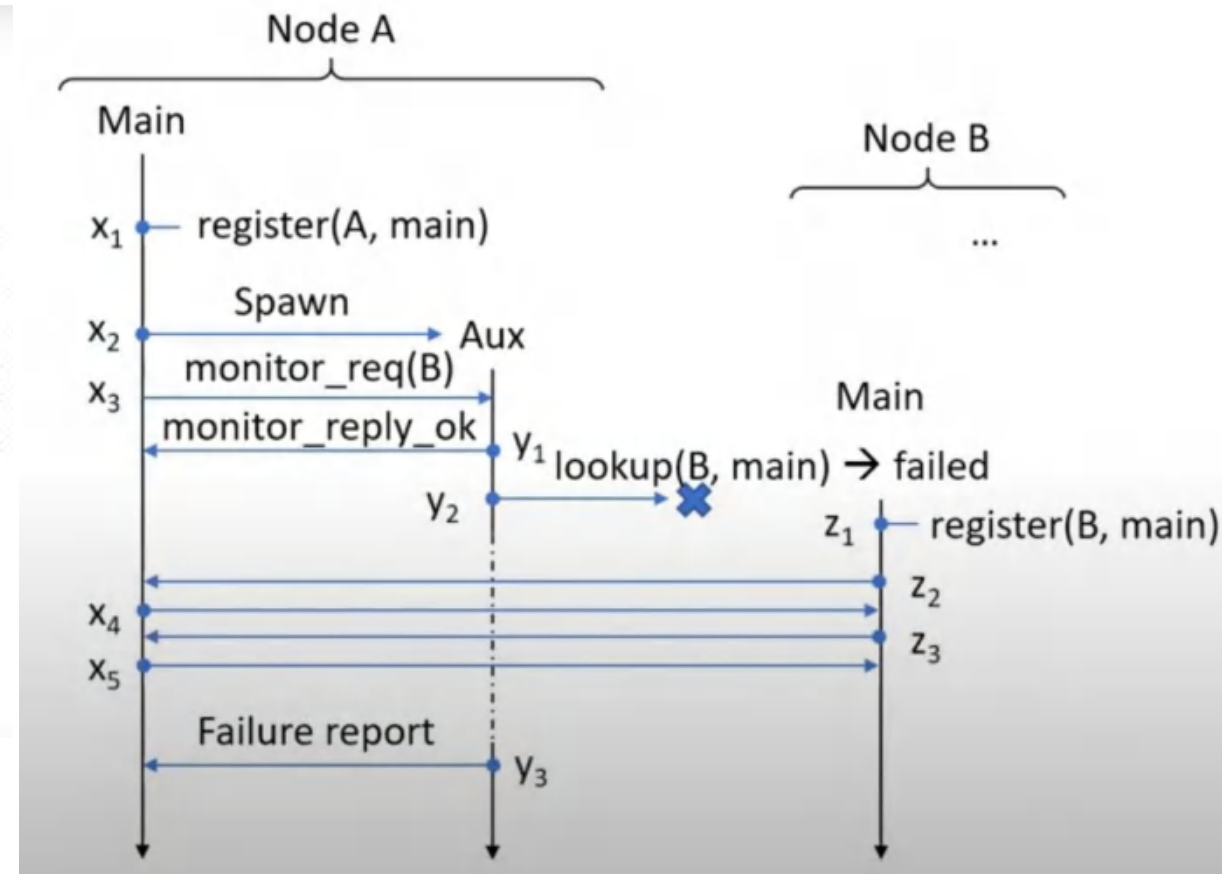 Node A
Main
Node B
x₁ register(A, main)
...
Spawn
x₂ Aux
monitor_req(B)
x₃
Main
monitor_reply_ok
y₁ lookup(B, main) → failed
y₂
z₁ register(B, main)
z₂
x₄
z₃
x₅
Failure report
y₃